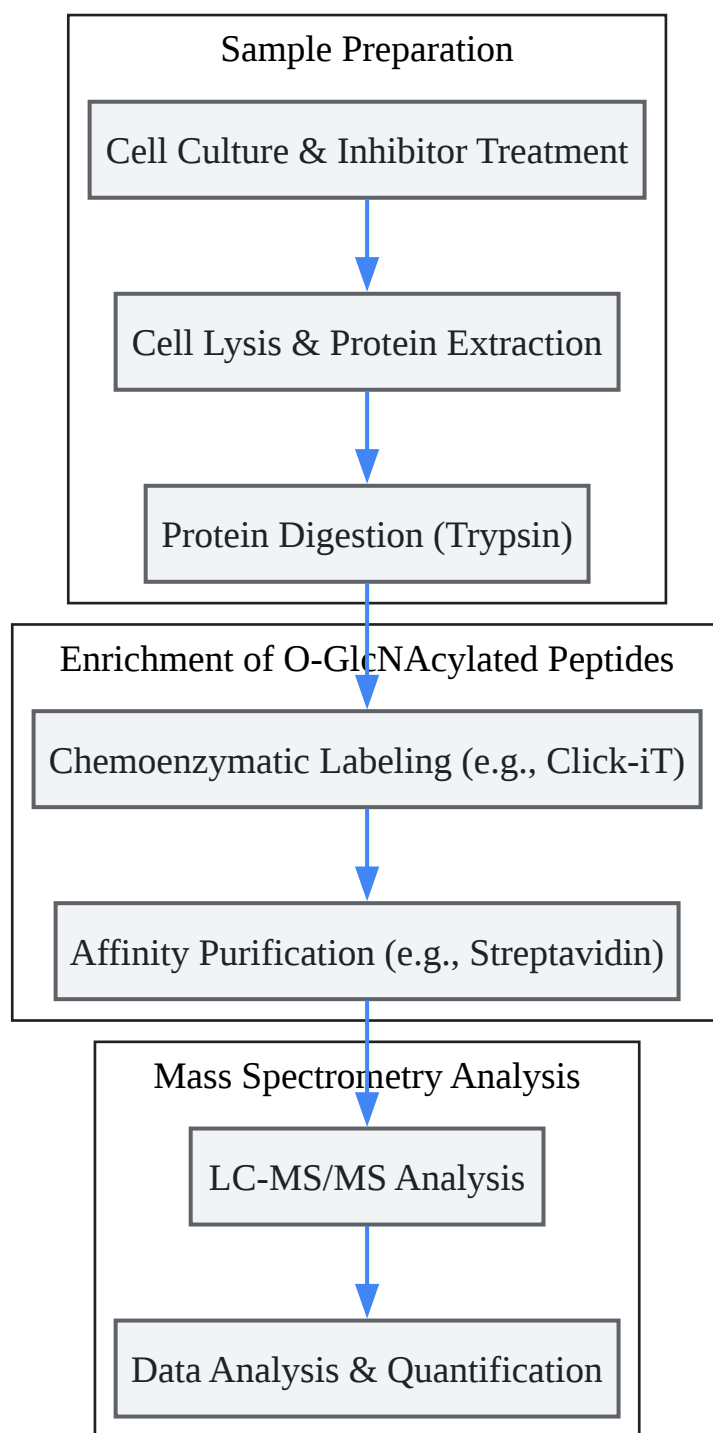 Sample Preparation
Cell Culture & Inhibitor Treatment
Cell Lysis & Protein Extraction
Protein Digestion (Trypsin)
Enrichment of O-GlcNAcylated Peptides
Chemoenzymatic Labeling (e.g., Click-iT)
Affinity Purification (e.g., Streptavidin)
Mass Spectrometry Analysis
LC-MS/MS Analysis
Data Analysis & Quantification